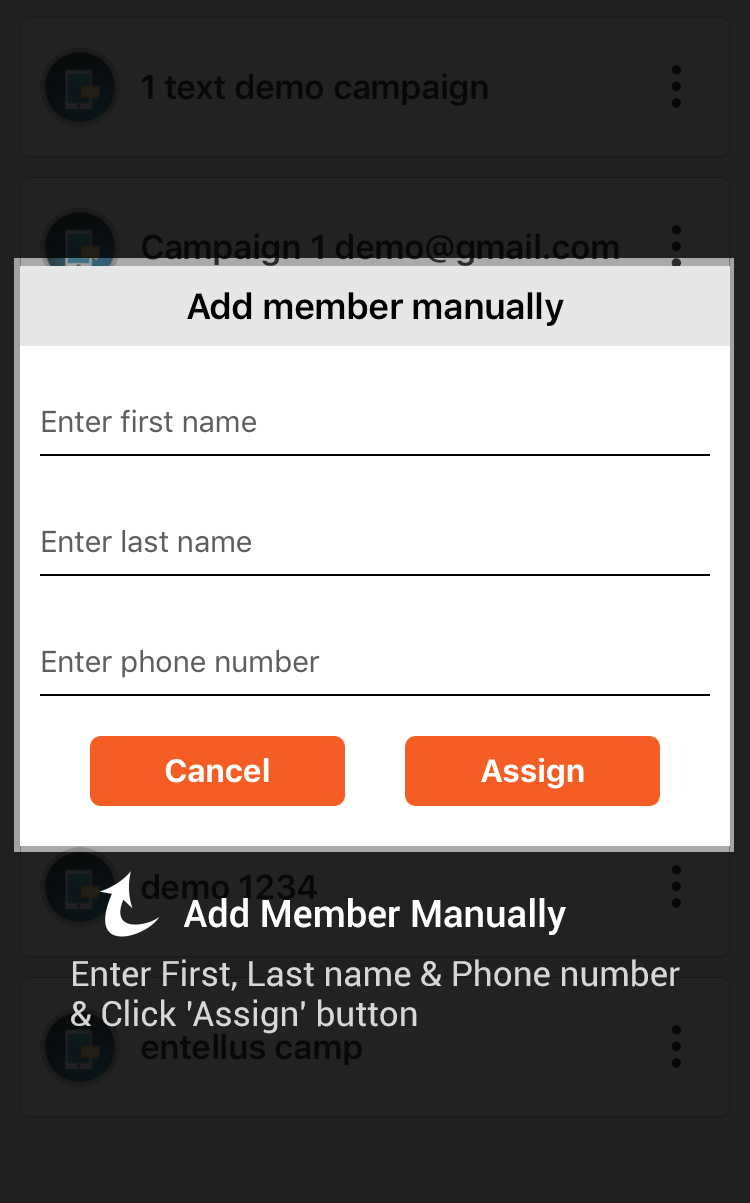 1 text demo campaign
Campaign 1 demo@gmail.com
Add member manually
Enter first name
Enter last name
Enter phone number
Cancel
Assign
demo 1234
Add Member Manually
Enter First, Last name & Phone number
& Click 'Assign' button
entellus camp